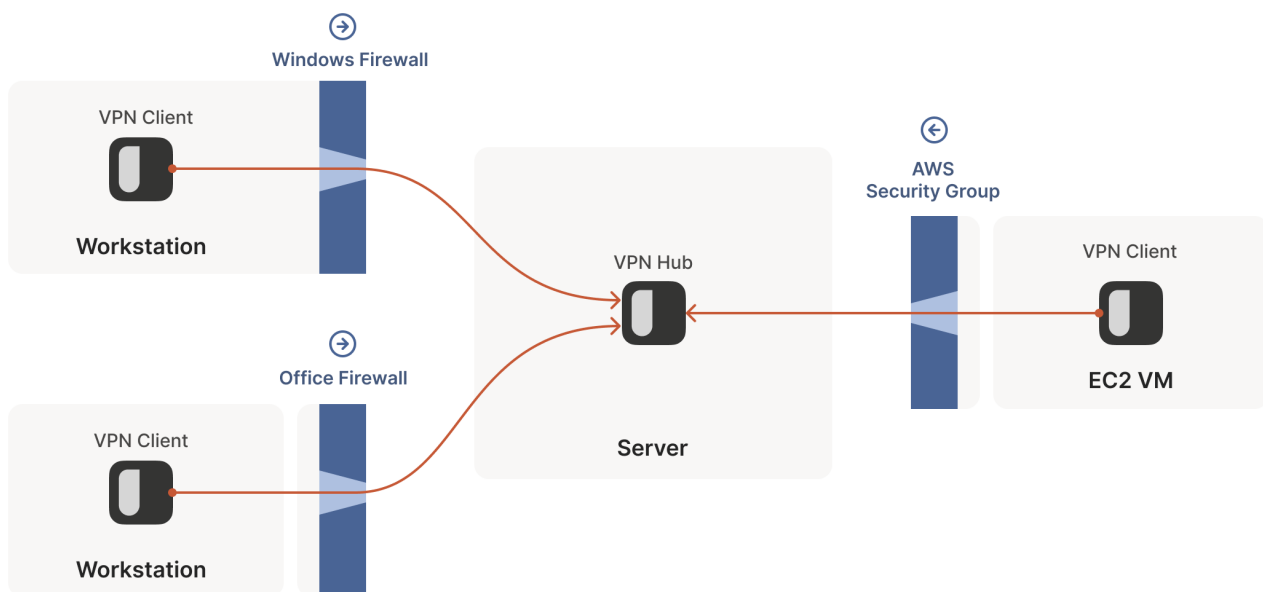 Windows Firewall
VPN Client
Workstation
AWS
Security Group
VPN Client
EC2 VM
VPN Hub
Server
Office Firewall
VPN Client
Workstation